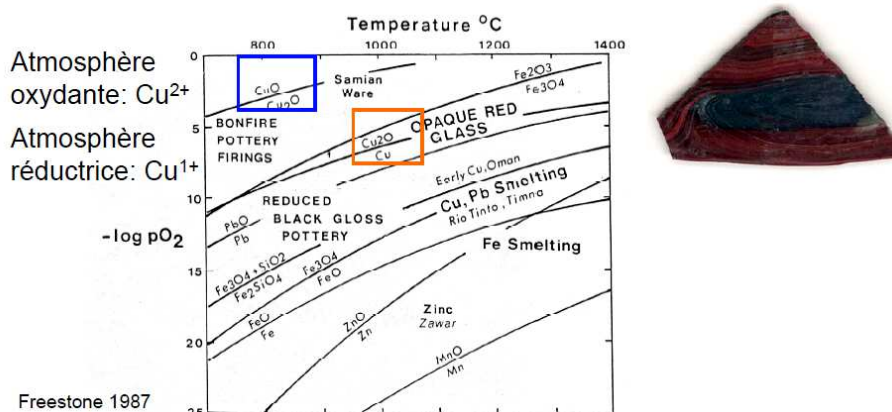 Temperature °C
800
1000
1200
1400
Atmosphère
oxydante: Cu2+
Atmosphère
réductrice: Cu1+
-log pO2
0
5
10
15
20
25
CuO
Cu2O
Samian
Ware
Fe2O3
Fe3O4
BONFIRE
POTTERY
FIRINGS
Cu2O
Cu
OPAQUE RED
GLASS
Early Cu, Oman
Cu, Pb Smelting
Rio Tinto, Timna
PbO
Pb
REDUCED
BLACK GLOSS
POTTERY
Fe Smelting
Fe3O4+SiO2
Fe2SiO4
Fe3O4
FeO
FeO
Fe
ZnO
Zn
Zinc
Zawar
MnO
Mn
Freestone 1987